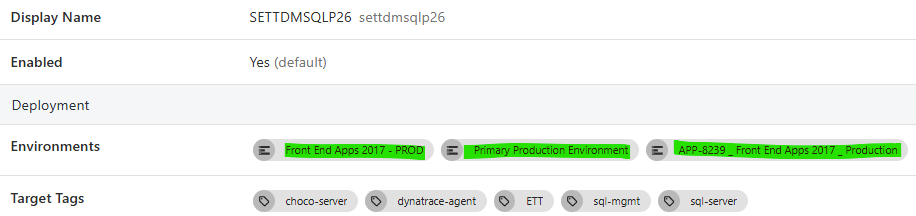 Display Name SETTDMSQLP26 settdmsqlp26
Enabled Yes (default)
Deployment
Environments Front End Apps 2017 - PROD Primary Production Environment APP-8239 _ Front End Apps 2017 _ Production
Target Tags choco-server dynatrace-agent ETT sql-mgmt sql-server